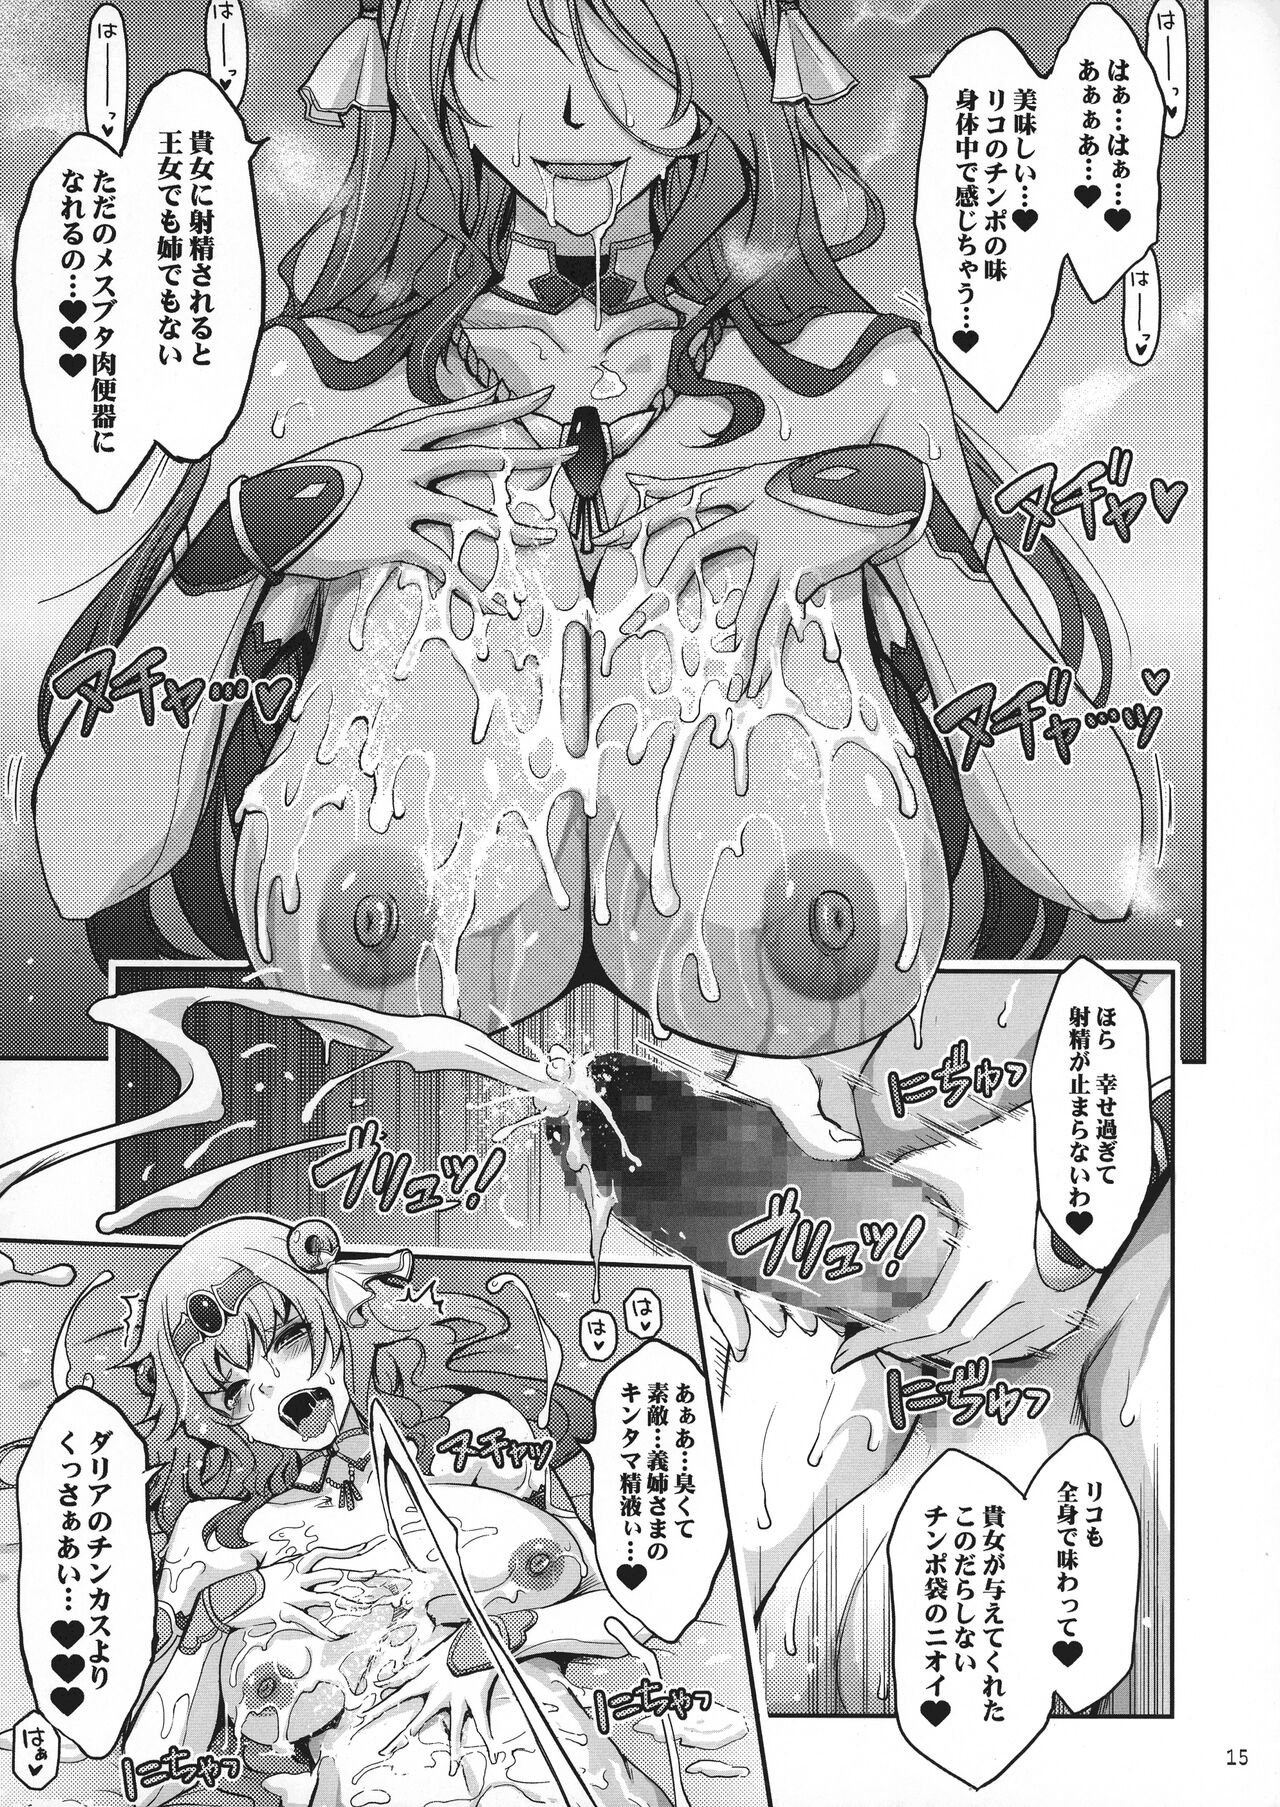 はぁ…はぁ…♥
あぁぁあ…♥
美味しい…♥
リコのチンポの味
身体中で感じちゃう…♥
はーっ♥
はーっ♥
はーっ♥
はーっ♥
貴女に射精されると
王女でも姉でもない
ただのメスブタ肉便器に
なれるの…♥♥♥
ヌチャ♥
ヌチャ…♡
ヌヂャ…ッ♡
ほら 幸せ過ぎて
射精が止まらないわ♥
にぢゅっ
ブリュッ!
ブリュッ!
にぢゅっ
リコも
全身で味わって♥
貴女が与えてくれた
このだらしない
チンポ袋のニオイ♥
は♥
は♥
あぁあ…臭くて
素敵…義姉さまの
キンタマ精液ぃ…♥
ヌチャッ
ダリアのチンカスより
くっさぁあい…♥♥♥
にちゃっ
にちゃっ
はぁ♥
15